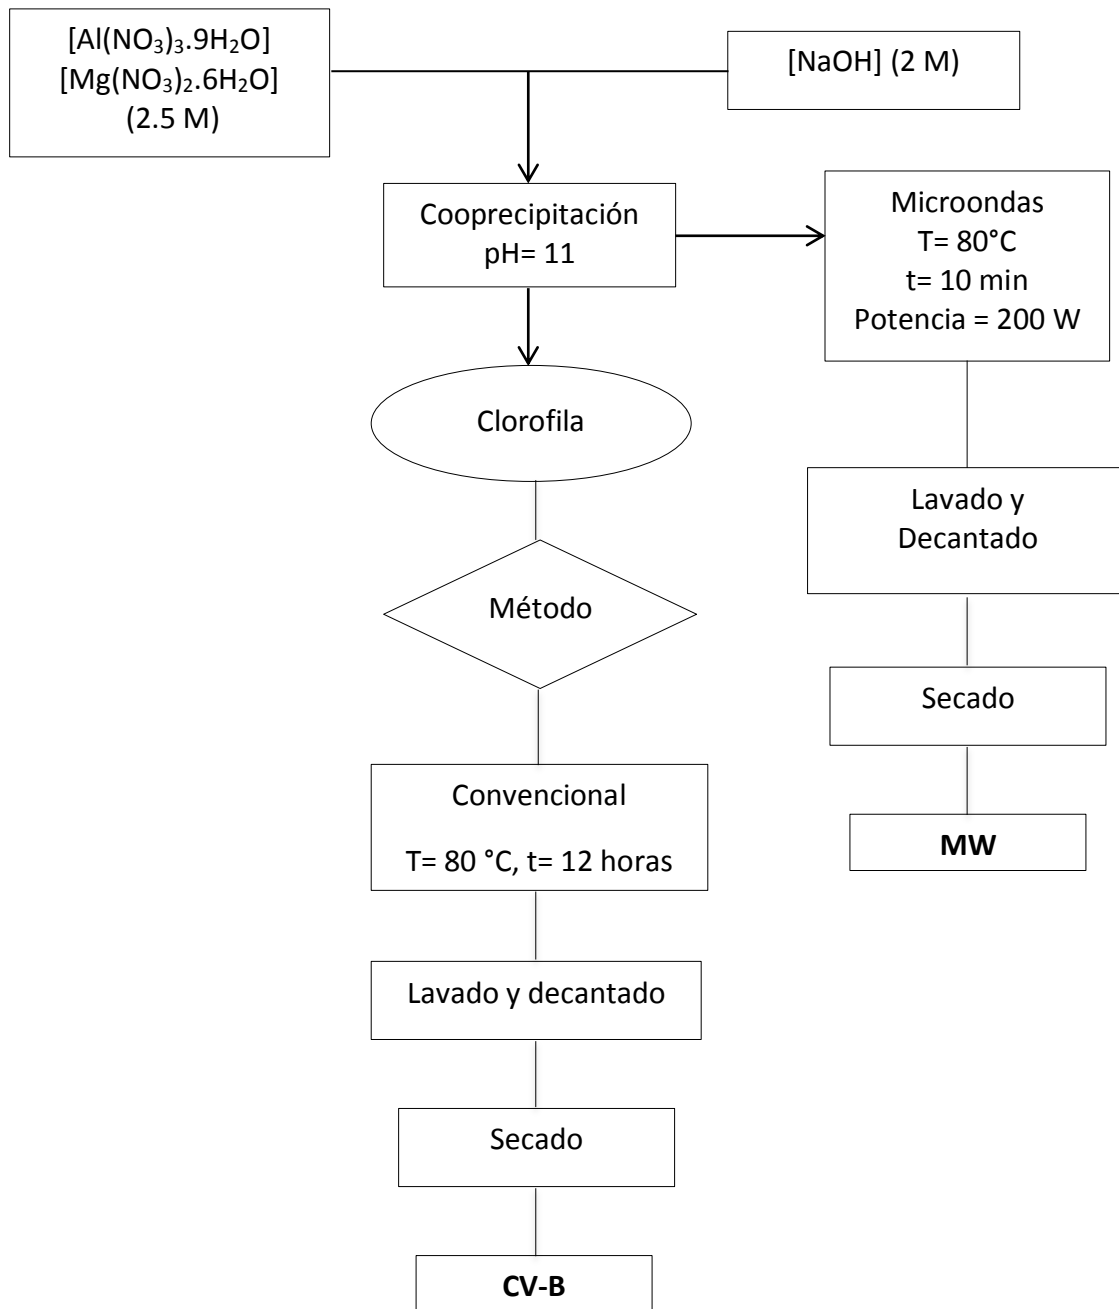 [Al(NO₃)₃.9H₂O]
[Mg(NO₃)₂.6H₂O]
(2.5 M)
[NaOH] (2 M)
Cooprecipitación
pH= 11
Microondas
T= 80°C
t= 10 min
Potencia = 200 W
Clorofila
Lavado y
Decantado
Método
Secado
Convencional
T= 80 °C, t= 12 horas
MW
Lavado y decantado
Secado
CV-B